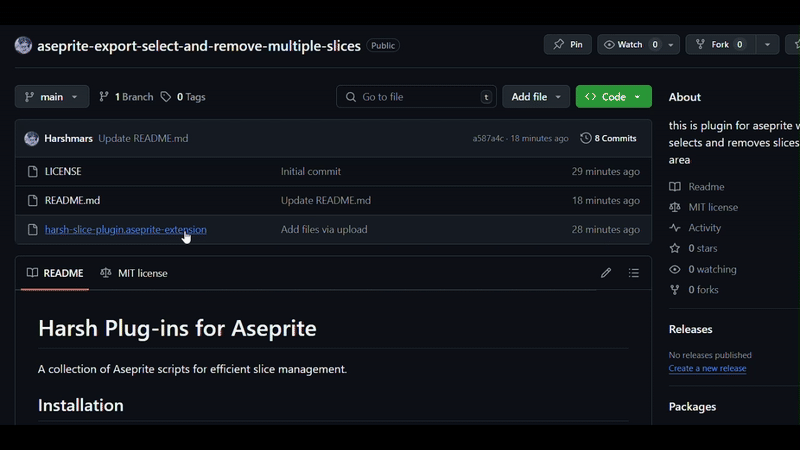 aseprite-export-select-and-remove-multiple-slices Public
Pin Watch 0 Fork 0
main 1 Branch 0 Tags Go to file t Add file Code
Harshmars Update README.md a587a4c · 18 minutes ago 8 Commits
LICENSE Initial commit 29 minutes ago
README.md Update README.md 18 minutes ago
harsh-slice-plugin.aseprite-extension Add files via upload 28 minutes ago
README MIT license
Harsh Plug-ins for Aseprite
A collection of Aseprite scripts for efficient slice management.
Installation
About
this is plugin for aseprite
selects and removes slices
area
Readme
MIT license
Activity
0 stars
0 watching
0 forks
Releases
No releases published
Create a new release
Packages